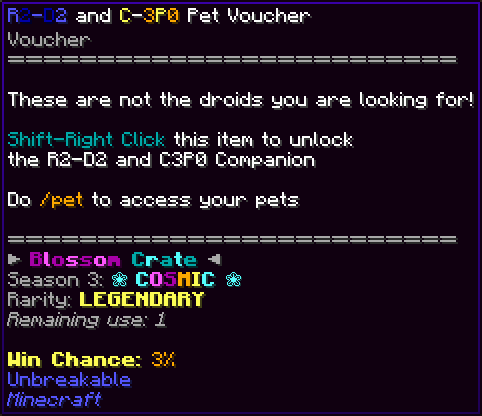 R2-D2 and C-3P0 Pet Voucher
Voucher
=========================
These are not the droids you are looking for!
Shift-Right Click this item to unlock
the R2-D2 and C3P0 Companion
Do /pet to access your pets
=========================
► Blossom Crate ◄
Season 3: ❀ COSMIC ❀
Rarity: LEGENDARY
Remaining use: 1
Win Chance: 3%
Unbreakable
Minecraft